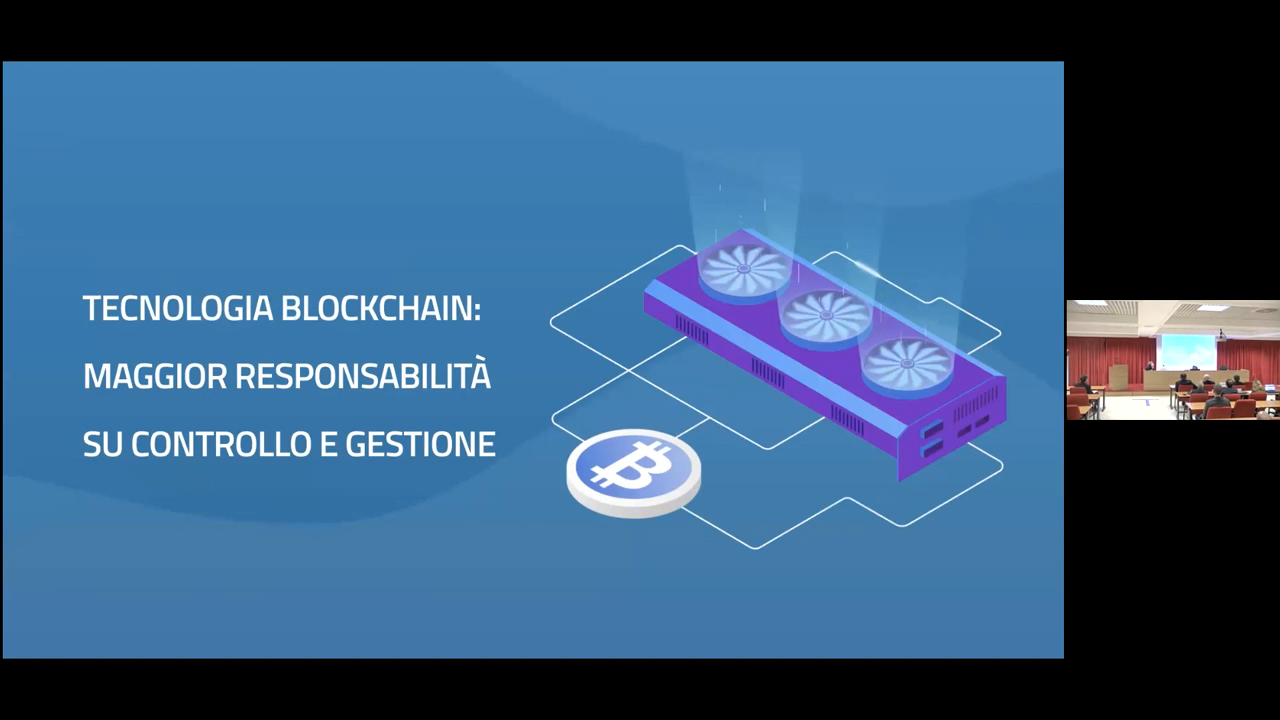 TECNOLOGIA BLOCKCHAIN:
MAGGIOR RESPONSABILITÀ
SU CONTROLLO E GESTIONE